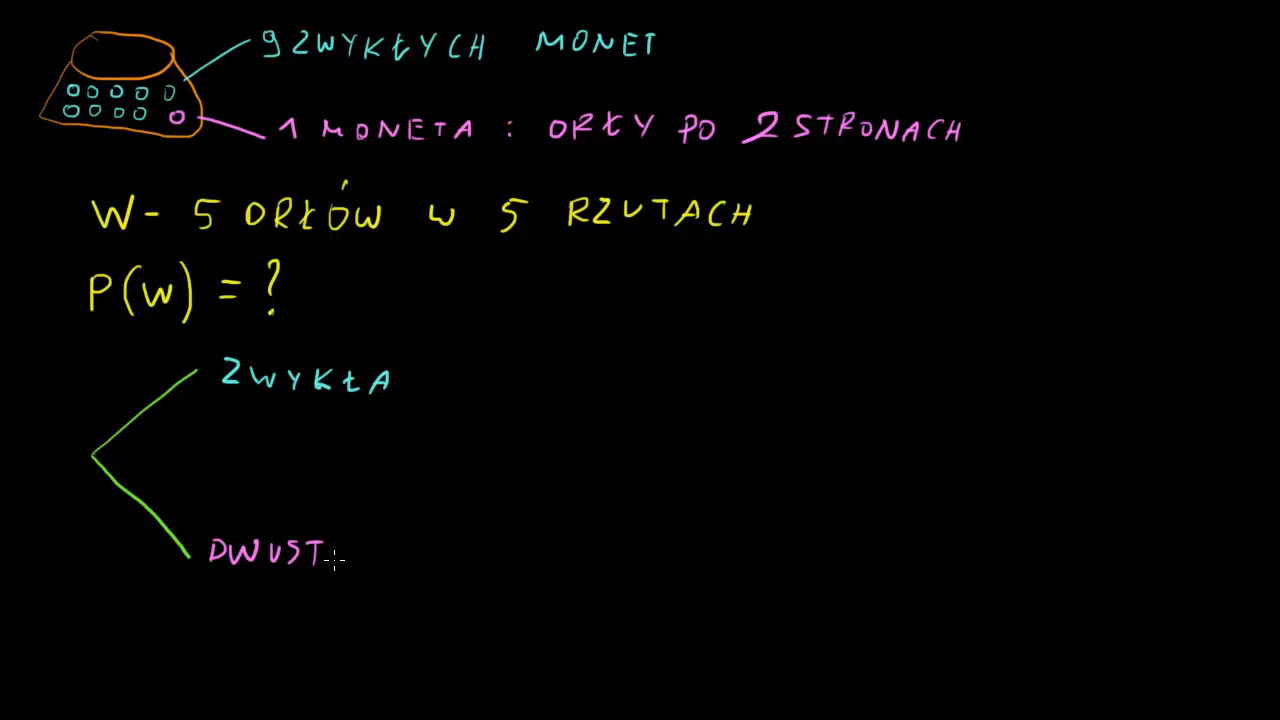 9 ZWYKŁYCH MONET
1 MONETA : ORŁY PO 2 STRONACH
W - 5 ORŁÓW W 5 RZUTACH
P(W) = ?
ZWYKŁA
DWUST